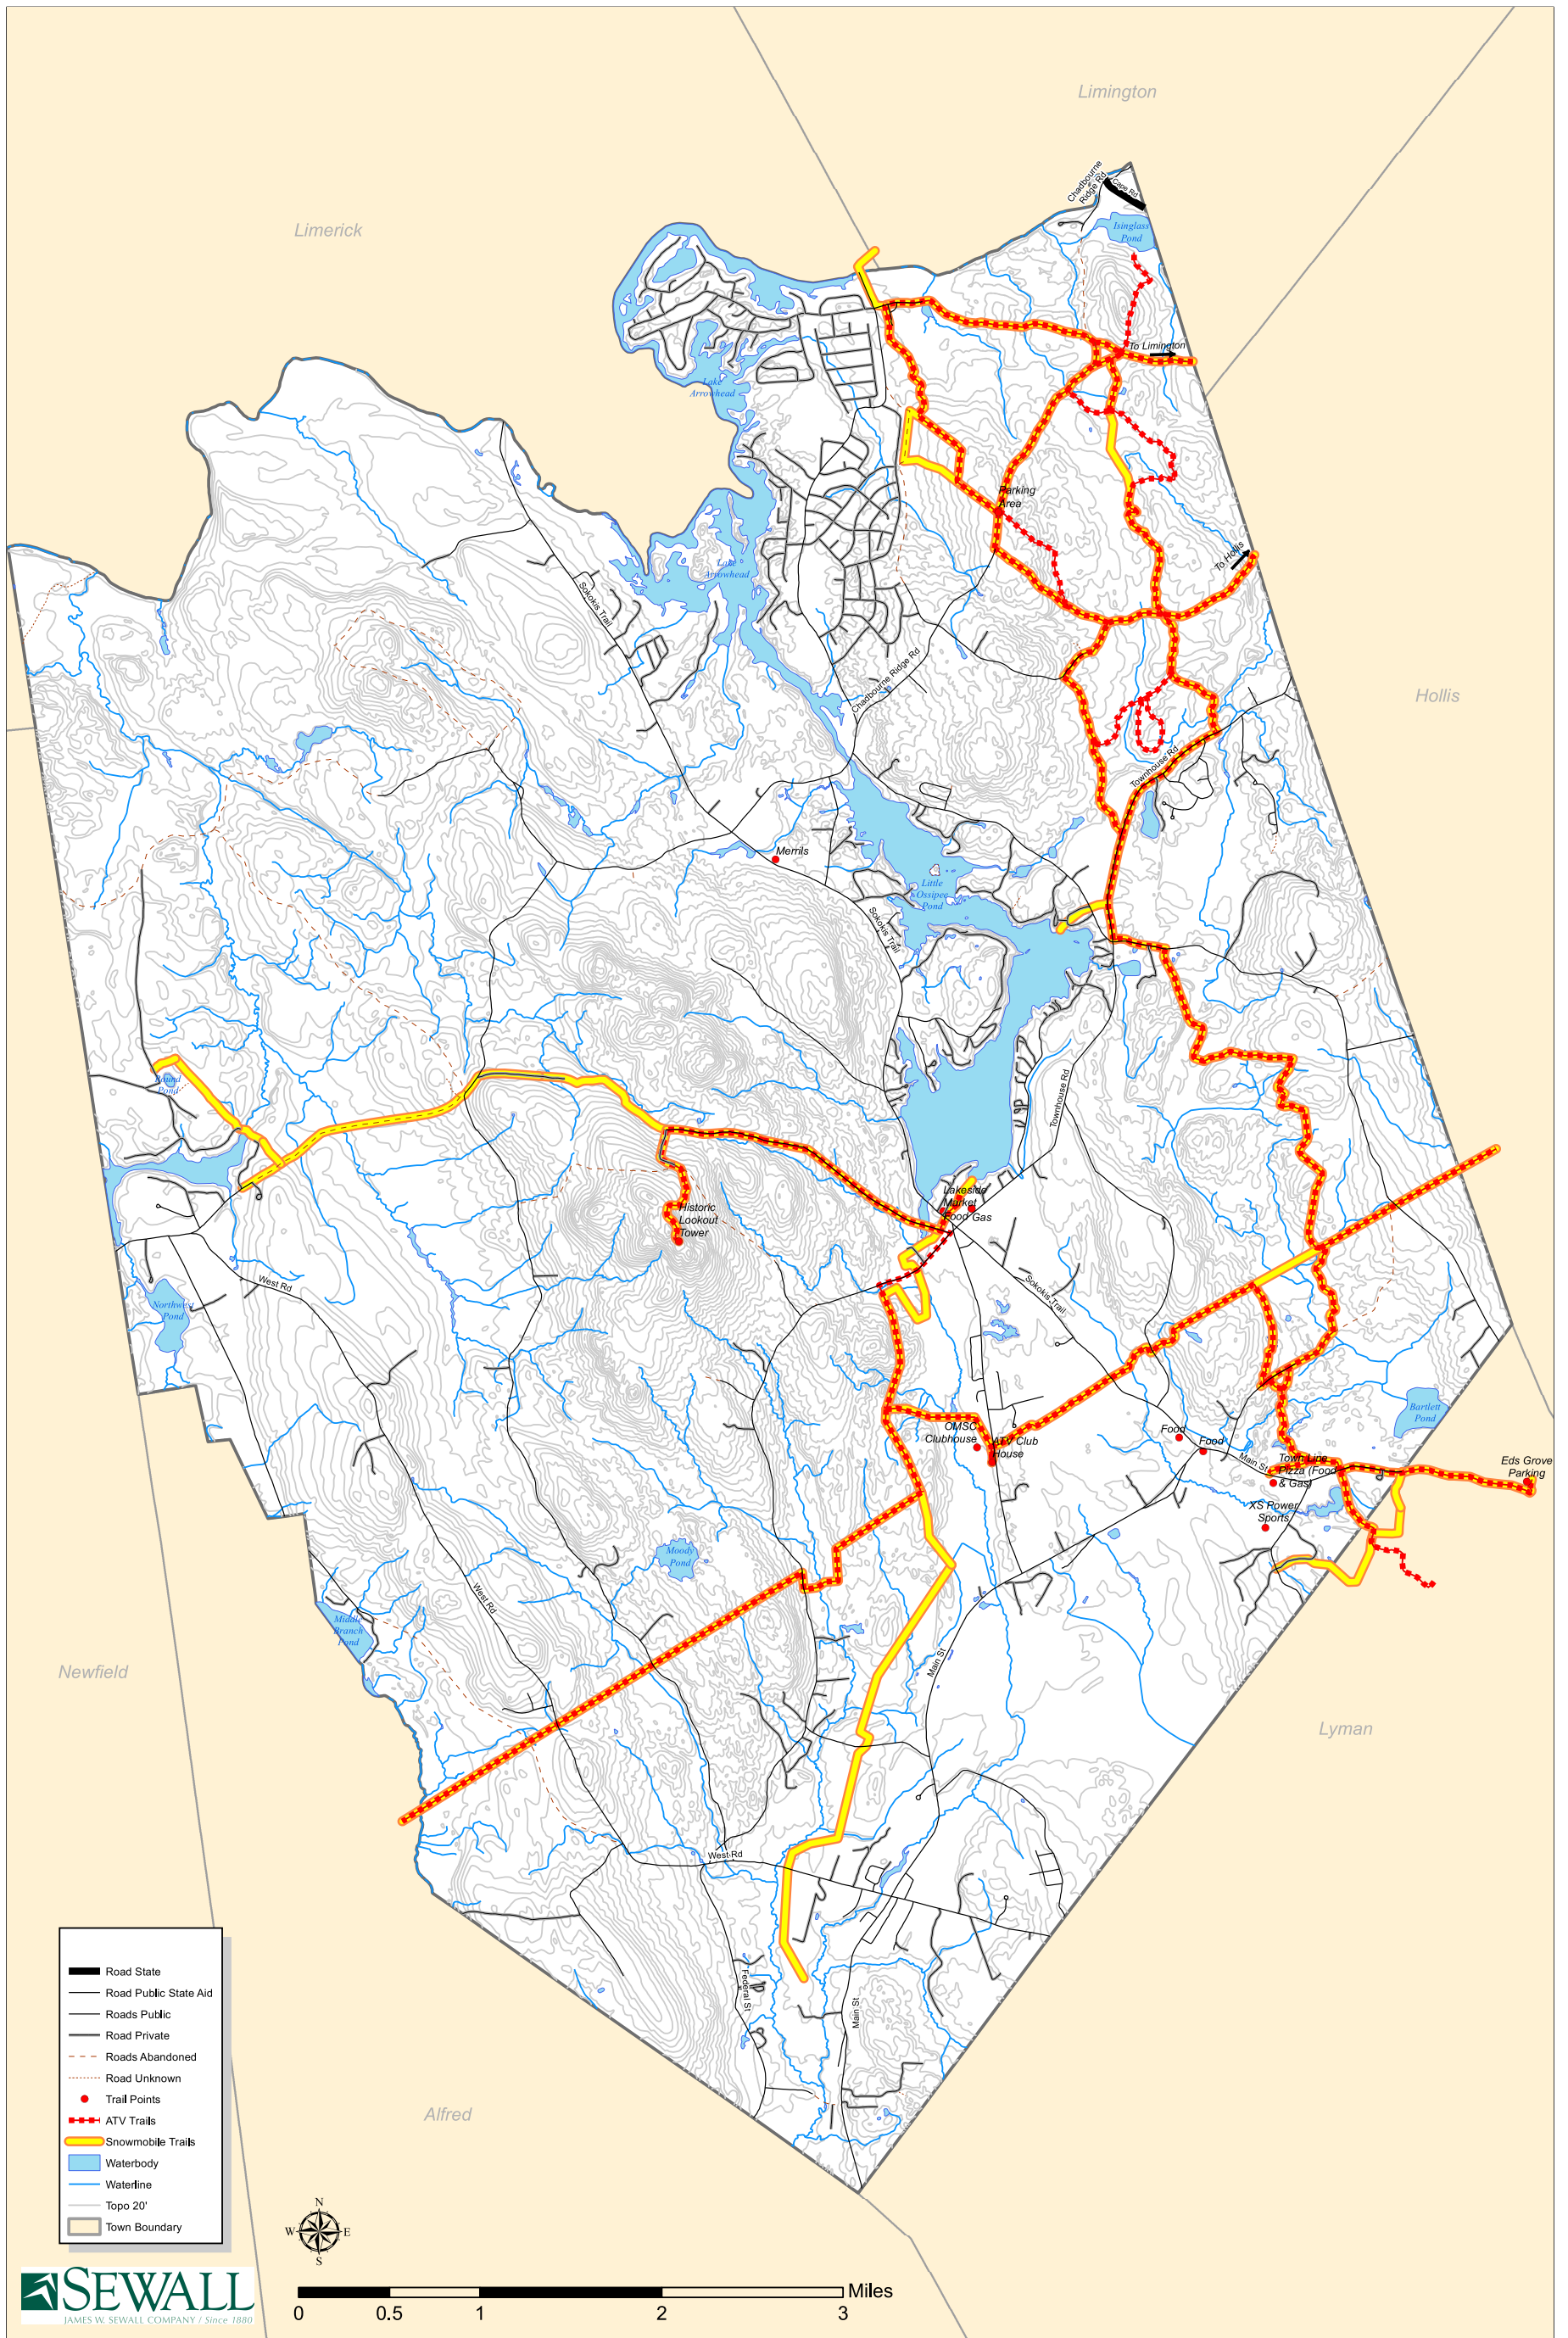 Limington
Chadbourne
Ridge Rd
Cape Rd
Isinglass
Pond
Limerick
To Limington
Lake
Arrowhead
Parking
Area
To Hollis
Lake
Arrowhead
Sokokis Trail
Chadbourne Ridge Rd
Hollis
Townhouse Rd
Merrils
Little
Ossipee
Pond
Sokokis Trail
Round
Pond
Townhouse Rd
Lakeside
Market
Food
Gas
Historic
Lookout
Tower
West Rd
Northwest
Pond
Sokokis Trail
Bartlett
Pond
OMSC
Clubhouse
ATV Club
House
Food
Food
Main St
Town Line
Pizza (Food
& Gas)
Eds Grove
Parking
XS Power
Sports
Moody
Pond
West Rd
Middle
Branch
Pond
Main St
Newfield
Lyman
West Rd
Federal St
Main St
Alfred
Road State
Road Public State Aid
Roads Public
Road Private
Roads Abandoned
Road Unknown
Trail Points
ATV Trails
Snowmobile Trails
Waterbody
Waterline
Topo 20'
Town Boundary
N
W E
S
SEWALL
JAMES W. SEWALL COMPANY / Since 1880
Miles
0 0.5 1 2 3